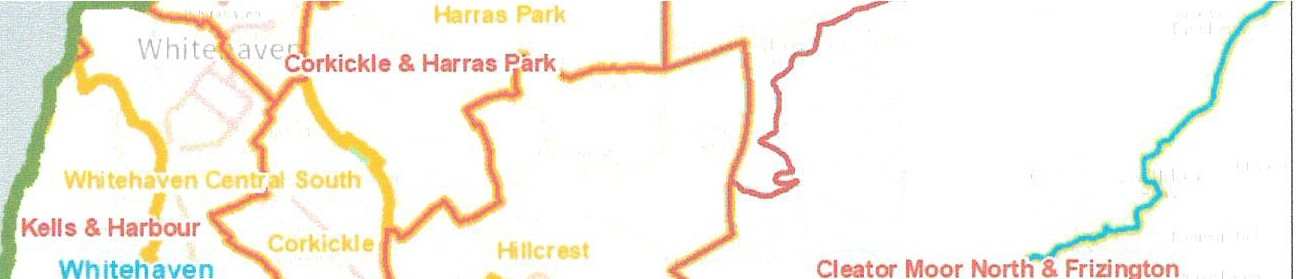 Harras Park
Whitehaven
Corkickle & Harras Park
Whitehaven Central South
Kells & Harbour
Corkickle
Hillcrest
Whitehaven
Cleator Moor North & Frizington